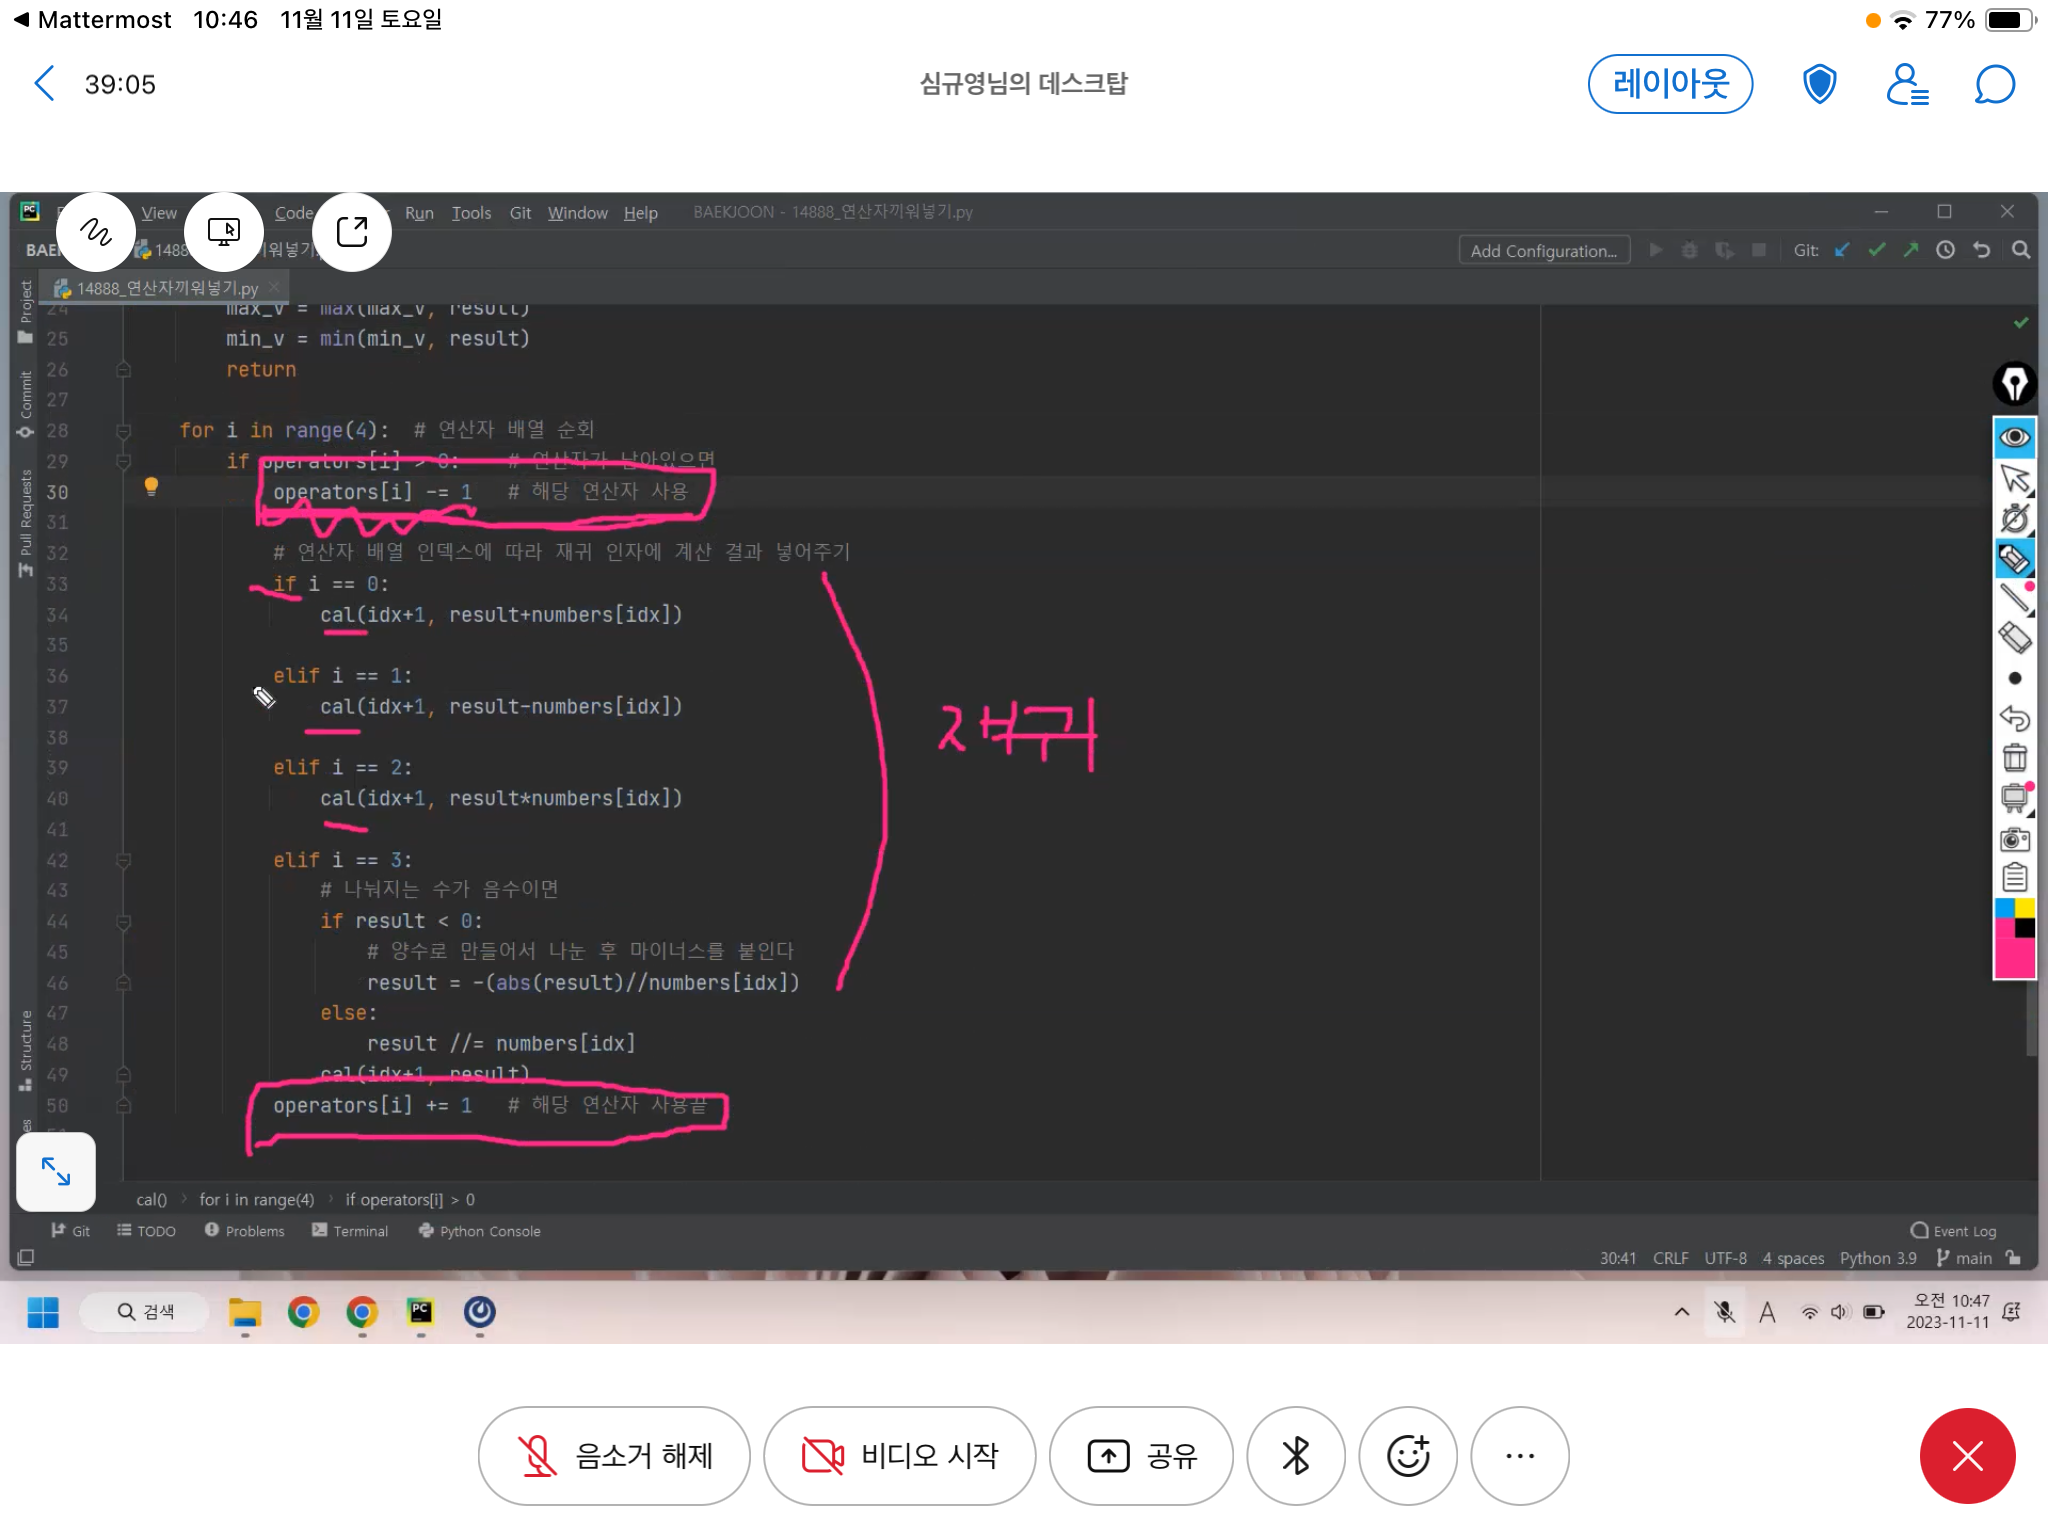 Mattermost 10:46 11월 11일 토요일 77%
39:05 심규영님의 데스크탑 레이아웃
View Code Run Tools Git Window Help BAEKJOON - 14888_연산자끼워넣기.py
Add Configuration... Git:
14888_연산자끼워넣기.py
Project
Commit
Pull Requests
Structure
24 max_v = max(max_v, result)
25 min_v = min(min_v, result)
26 return
27
28 for i in range(4): # 연산자 배열 순회
29 if operators[i] > 0: # 연산자가 남아있으면
30 operators[i] -= 1 # 해당 연산자 사용
31
32 # 연산자 배열 인덱스에 따라 재귀 인자에 계산 결과 넣어주기
33 if i == 0:
34 cal(idx+1, result+numbers[idx])
35
36 elif i == 1:
37 cal(idx+1, result-numbers[idx])
38
재귀
39 elif i == 2:
40 cal(idx+1, result*numbers[idx])
41
42 elif i == 3:
43 # 나눠지는 수가 음수이면
44 if result < 0:
45 # 양수로 만들어서 나눈 후 마이너스를 붙인다
46 result = -(abs(result)//numbers[idx])
47 else:
48 result //= numbers[idx]
49 cal(idx+1, result)
50 operators[i] += 1 # 해당 연산자 사용끝
cal() for i in range(4) if operators[i] > 0
Git TODO Problems Terminal Python Console Event Log
30:41 CRLF UTF-8 4 spaces Python 3.9 main
검색 A 오전 10:47
2023-11-11
음소거 해제 비디오 시작 공유